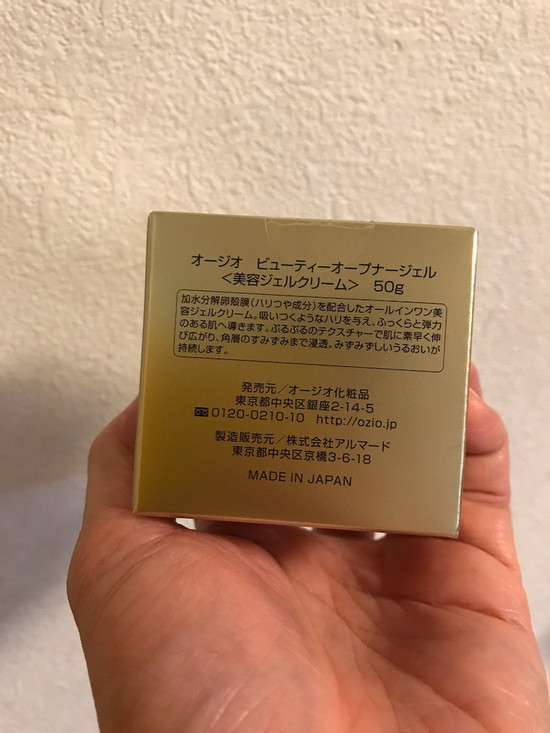 オージオ ビューティーオープナージェル
＜美容ジェルクリーム＞ 50g
加水分解卵殻膜(ハリつや成分)を配合したオールインワン美
容ジェルクリーム。吸いつくようなハリを与え、ふっくらと弾力
のある肌へ導きます。ぷるぷるのテクスチャーで肌に素早く伸
び広がり、角層のすみずみまで浸透。みずみずしいうるおいが
持続します。
発売元／オージオ化粧品
東京都中央区銀座2-14-5
0120-0210-10 http://ozio.jp
製造販売元／株式会社アルマード
東京都中央区京橋3-6-18
MADE IN JAPAN